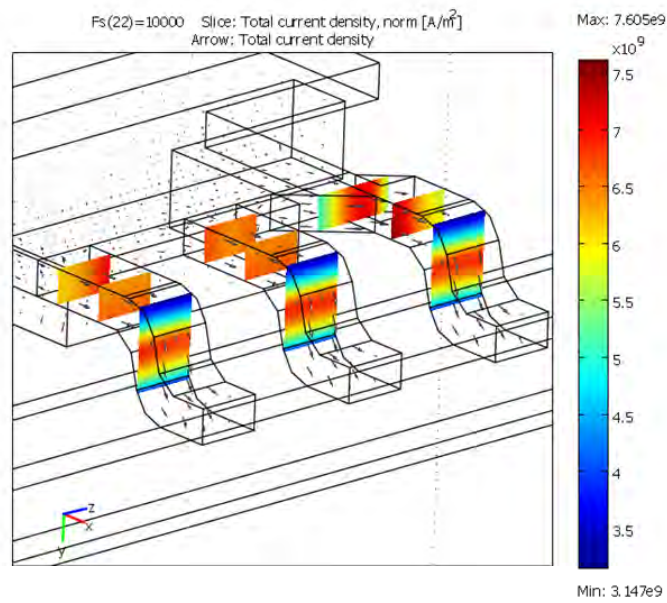 Fs(22)=10000 Slice: Total current density, norm [A/m²]
Arrow: Total current density
Max: 7.605e9
x10⁹
7.5
7
6.5
6
5.5
5
4.5
4
3.5
Min: 3.147e9
z
x
y